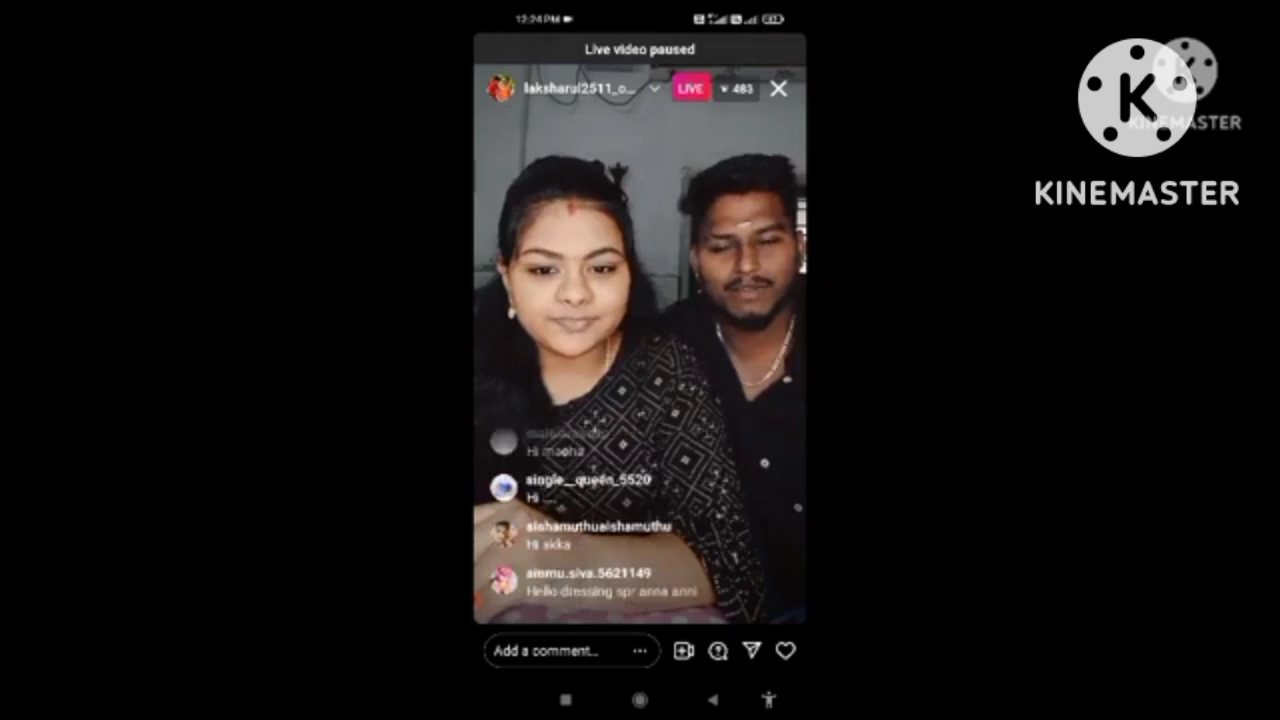 12:24 PM
Live video paused
laksharul2511_o...
LIVE
483
KINEMASTER
KINEMASTER
Hi
single__queen_5520
Hi ....
aishamuthuaishamuthu
Hi akka
ammu.siva.5621149
Hello dressing spr anna anni
Add a comment...